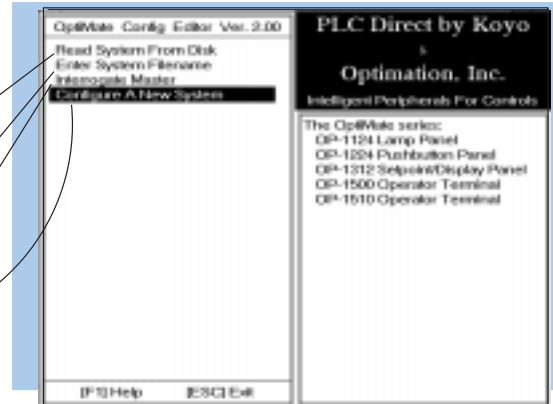 OptiMate Config Editor Ver. 2.00
Read System From Disk
Enter System Filename
Interrogate Master
Configure A New System
[F1] Help [ESC] Exit
PLC Direct by Koyo
&
Optimation, Inc.
Intelligent Peripherals For Controls
The OptiMate series:
OP-1124 Lamp Panel
OP-1224 Pushbutton Panel
OP-1312 Setpoint/Display Panel
OP-1500 Operator Terminal
OP-1510 Operator Terminal